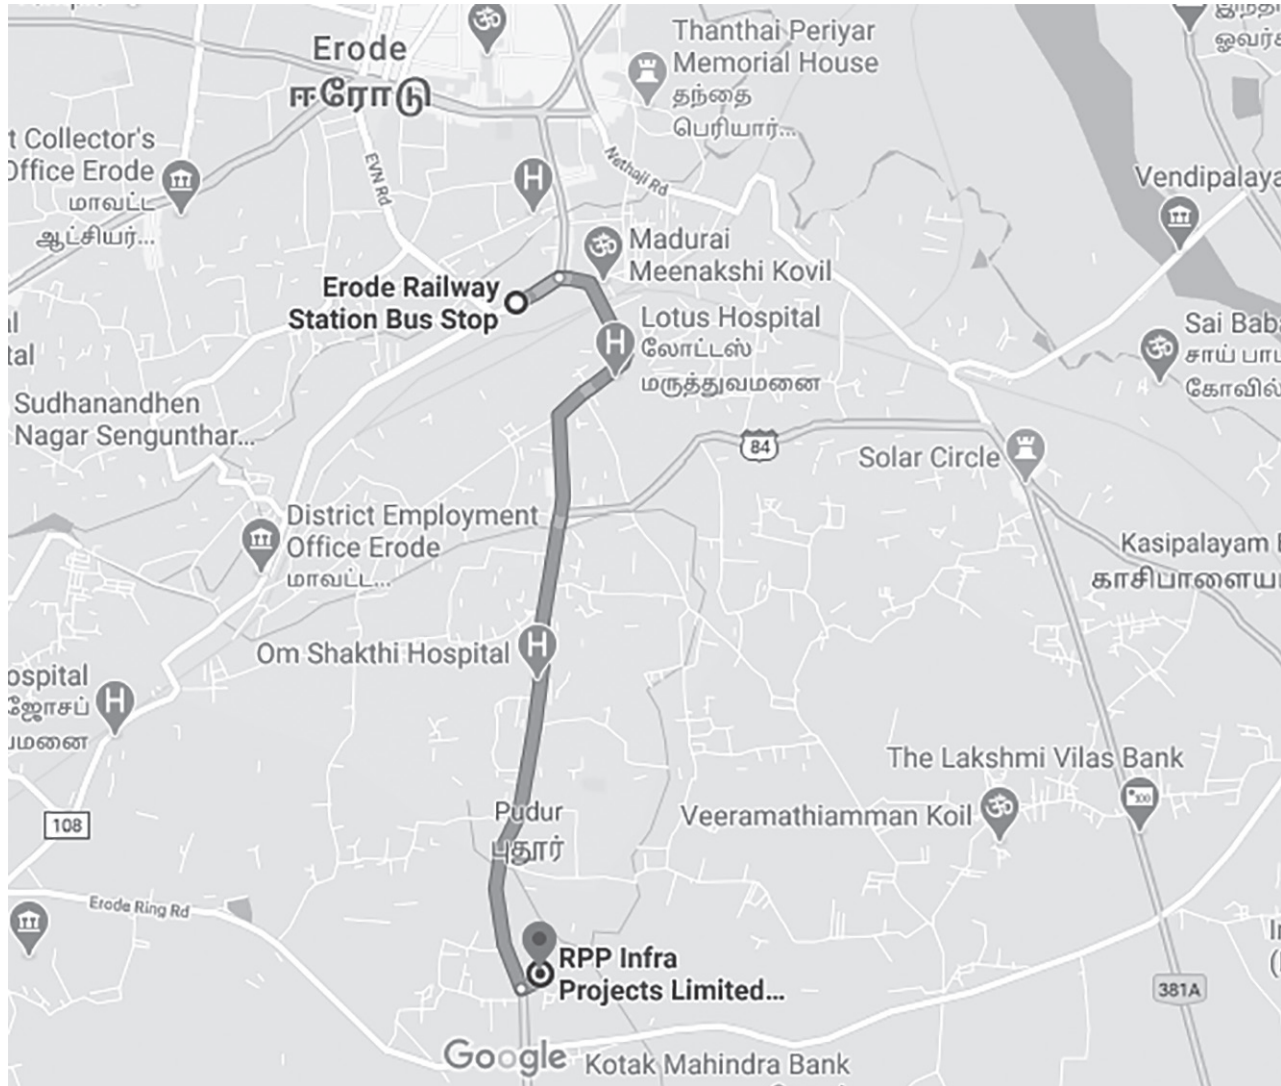 Erode
ஈரோடு
Thanthai Periyar
Memorial House
தந்தை
பெரியார்...
t Collector's
Office Erode
மாவட்ட
ஆட்சியர்...
EVN Rd
H
Nethaji Rd
Vendipalaya
Madurai
Meenakshi Kovil
Erode Railway
Station Bus Stop
Lotus Hospital
லோட்டஸ்
மருத்துவமனை
H
al
tal
Sai Bab
சாய் பாப
கோவில்
Sudhanandhen
Nagar Sengunthar...
84
Solar Circle
District Employment
Office Erode
மாவட்ட...
Kasipalayam
காசிபாளைய
Om Shakthi Hospital
H
ospital
ஜோசப்
மனை
H
The Lakshmi Vilas Bank
100
Pudur
புதூர்
Veeramathiamman Koil
108
Erode Ring Rd
RPP Infra
Projects Limited...
381A
Google
Kotak Mahindra Bank